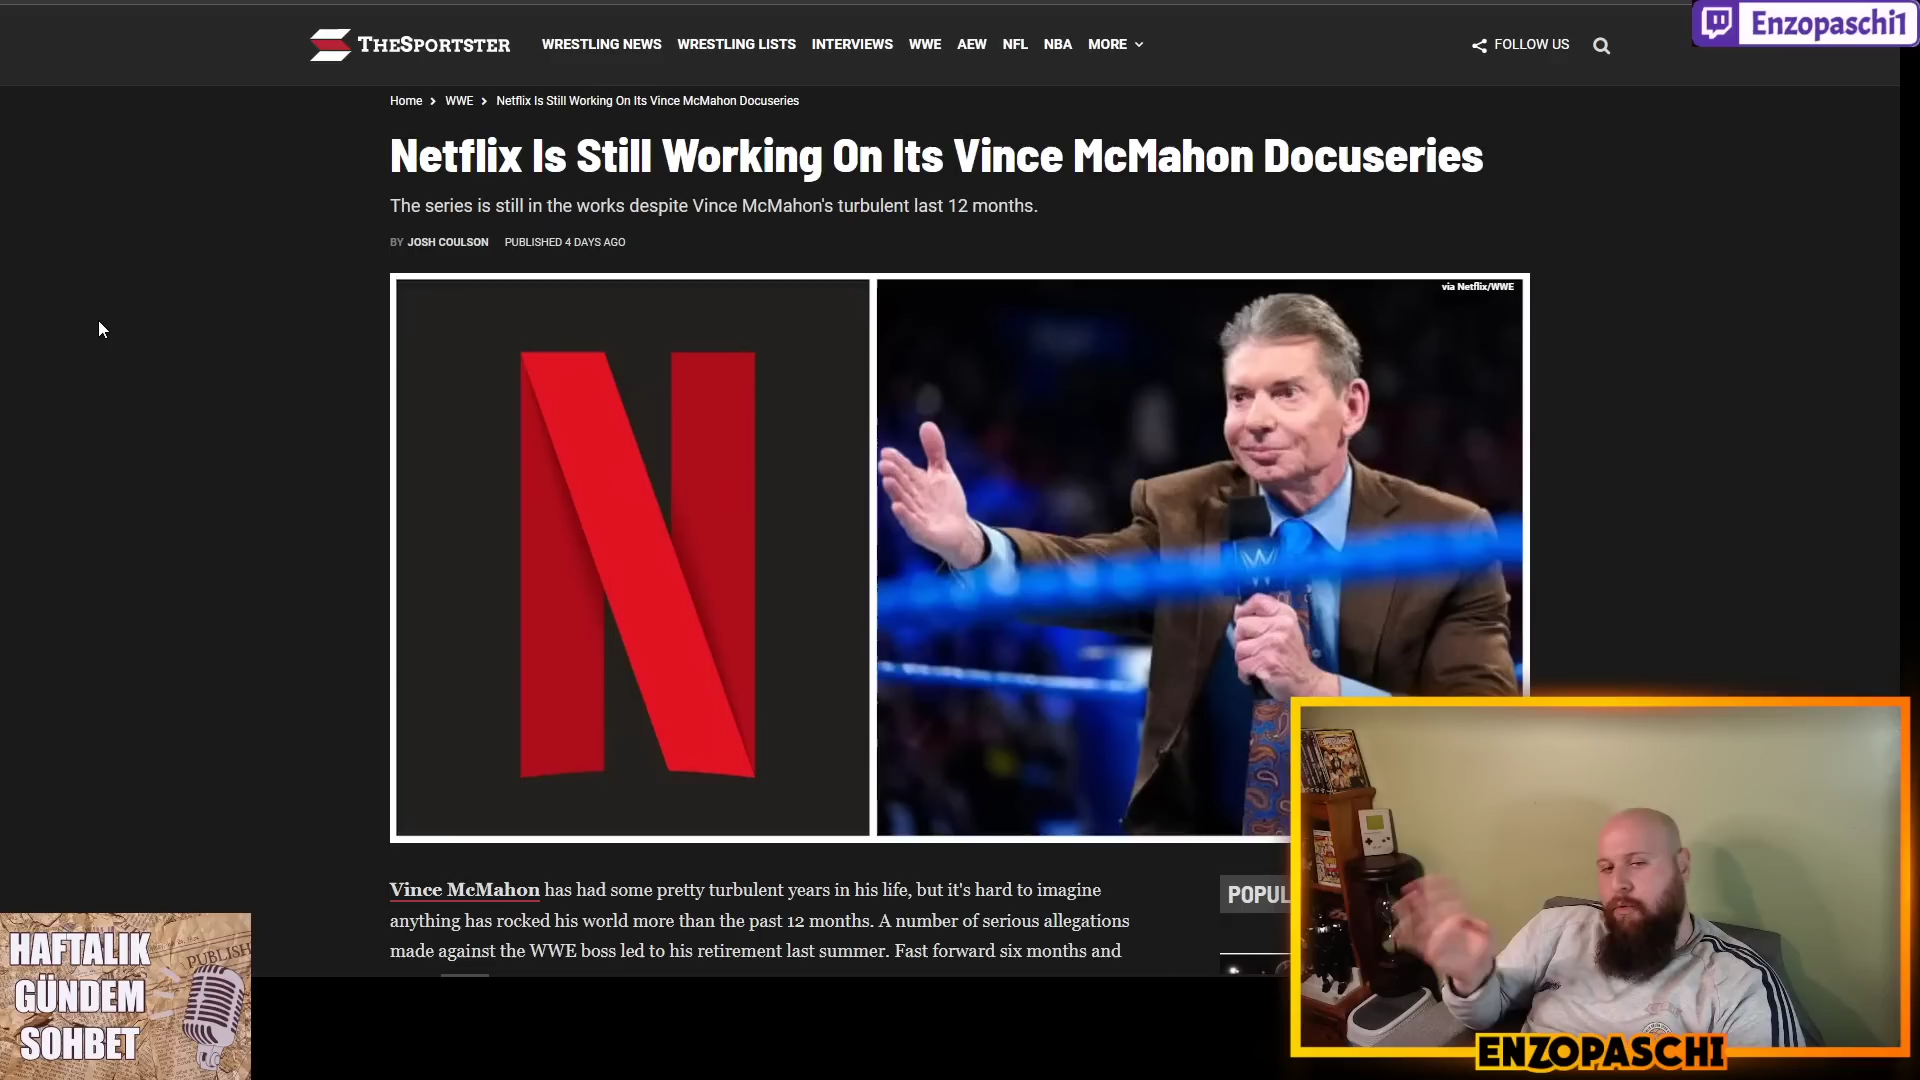 THESPORTSTER
WRESTLING NEWS
WRESTLING LISTS
INTERVIEWS
WWE
AEW
NFL
NBA
MORE
FOLLOW US
Enzopaschi1
Home > WWE > Netflix Is Still Working On Its Vince McMahon Docuseries
Netflix Is Still Working On Its Vince McMahon Docuseries
The series is still in the works despite Vince McMahon's turbulent last 12 months.
BY JOSH COULSON PUBLISHED 4 DAYS AGO
via Netflix/WWE
Vince McMahon has had some pretty turbulent years in his life, but it's hard to imagine
anything has rocked his world more than the past 12 months. A number of serious allegations
made against the WWE boss led to his retirement last summer. Fast forward six months and
POPUL
HAFTALIK
GÜNDEM
SOHBET
PUBLISH
ENZOPASCHI